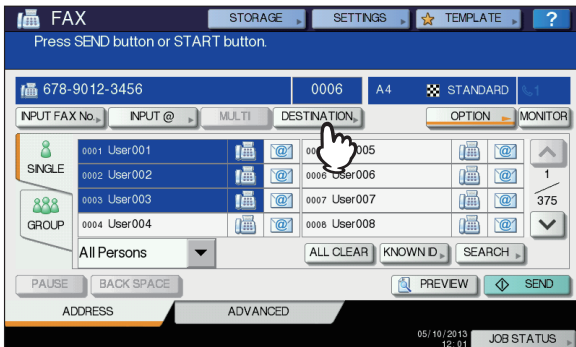 FAX STORAGE SETTINGS TEMPLATE ?
Press SEND button or START button.
678-9012-3456 0006 A4 STANDARD 1
INPUT FAX No. INPUT @ MULTI DESTINATION OPTION MONITOR
SINGLE
GROUP
0001 User001
0002 User002
0003 User003
0004 User004
05
0006 User006
0007 User007
0008 User008
1
375
All Persons ALL CLEAR KNOWN ID SEARCH
PAUSE BACK SPACE PREVIEW SEND
ADDRESS ADVANCED
05/10/2013
12:01
JOB STATUS